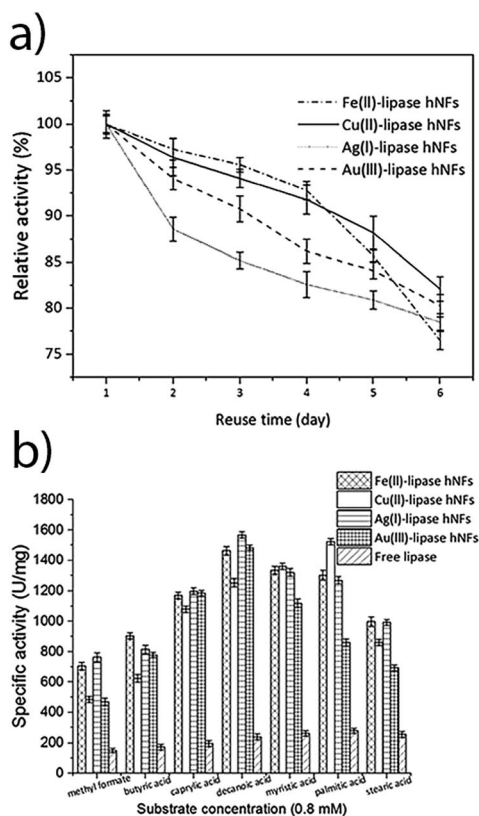 a)
105
100
95
90
85
80
75
Relative activity (%)
Fe(II)-lipase hNFs
Cu(II)-lipase hNFs
Ag(I)-lipase hNFs
Au(III)-lipase hNFs
1 2 3 4 5 6
Reuse time (day)
b)
Fe(II)-lipase hNFs
Cu(II)-lipase hNFs
Ag(I)-lipase hNFs
Au(III)-lipase hNFs
Free lipase
1800
1600
1400
1200
1000
800
600
400
200
0
Specific activity (U/mg)
methyl formate butyric acid caprylic acid decanoic acid myristic acid palmitic acid stearic acid
Substrate concentration (0.8 mM)